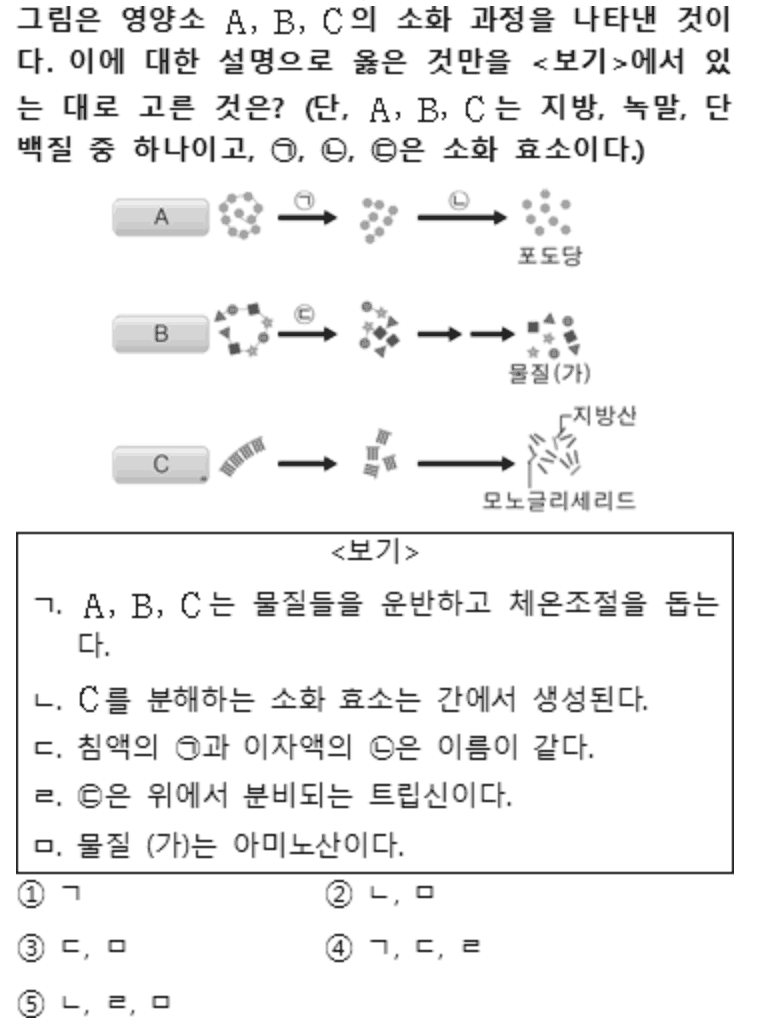 그림은 영양소 A, B, C의 소화 과정을 나타낸 것이
다. 이에 대한 설명으로 옳은 것만을 <보기>에서 있
는 대로 고른 것은? (단, A, B, C는 지방, 녹말, 단
백질 중 하나이고, ㉠, ㉡, ㉢은 소화 효소이다.)
A ㉠ ㉡
포도당
B ㉢
물질(가)
지방산
C
모노글리세리드
<보기>
ㄱ. A, B, C는 물질들을 운반하고 체온조절을 돕는
다.
ㄴ. C를 분해하는 소화 효소는 간에서 생성된다.
ㄷ. 침액의 ㉠과 이자액의 ㉡은 이름이 같다.
ㄹ. ㉢은 위에서 분비되는 트립신이다.
ㅁ. 물질 (가)는 아미노산이다.
① ㄱ ② ㄴ, ㅁ
③ ㄷ, ㅁ ④ ㄱ, ㄷ, ㄹ
⑤ ㄴ, ㄹ, ㅁ